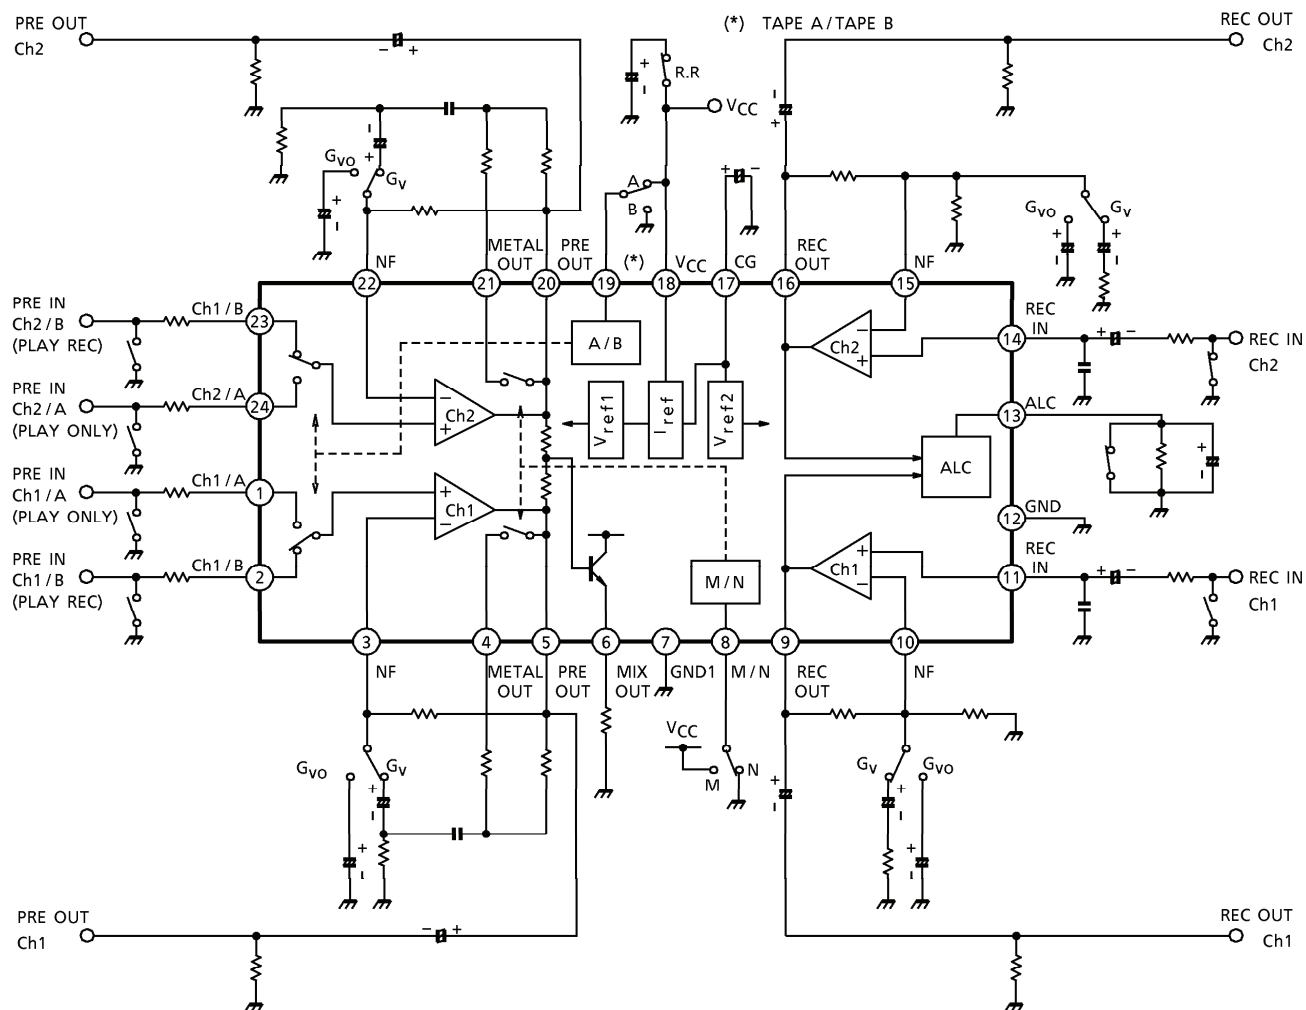 PRE OUT
Ch2
(*) TAPE A/TAPE B
REC OUT
Ch2
R.R
VCC
GVO
GV
A
B
GVO
GV
NF
METAL OUT
PRE OUT
(*)
VCC
CG
REC OUT
NF
22
21
20
19
18
17
16
15
PRE IN
Ch2/B
(PLAY REC)
Ch1/B
23
A/B
Ch2
14
REC IN
REC IN
Ch2
PRE IN
Ch2/A
(PLAY ONLY)
Ch2/A
24
Ch2
Vref1
Iref
Vref2
13
ALC
ALC
PRE IN
Ch1/A
(PLAY ONLY)
Ch1/A
1
Ch1
12
GND
PRE IN
Ch1/B
(PLAY REC)
Ch1/B
2
M/N
Ch1
11
REC IN
REC IN
Ch1
3
4
5
6
7
8
9
10
NF
METAL OUT
PRE OUT
MIX OUT
GND1
M/N
REC OUT
NF
VCC
M
N
GVO
GV
GV
GVO
PRE OUT
Ch1
REC OUT
Ch1